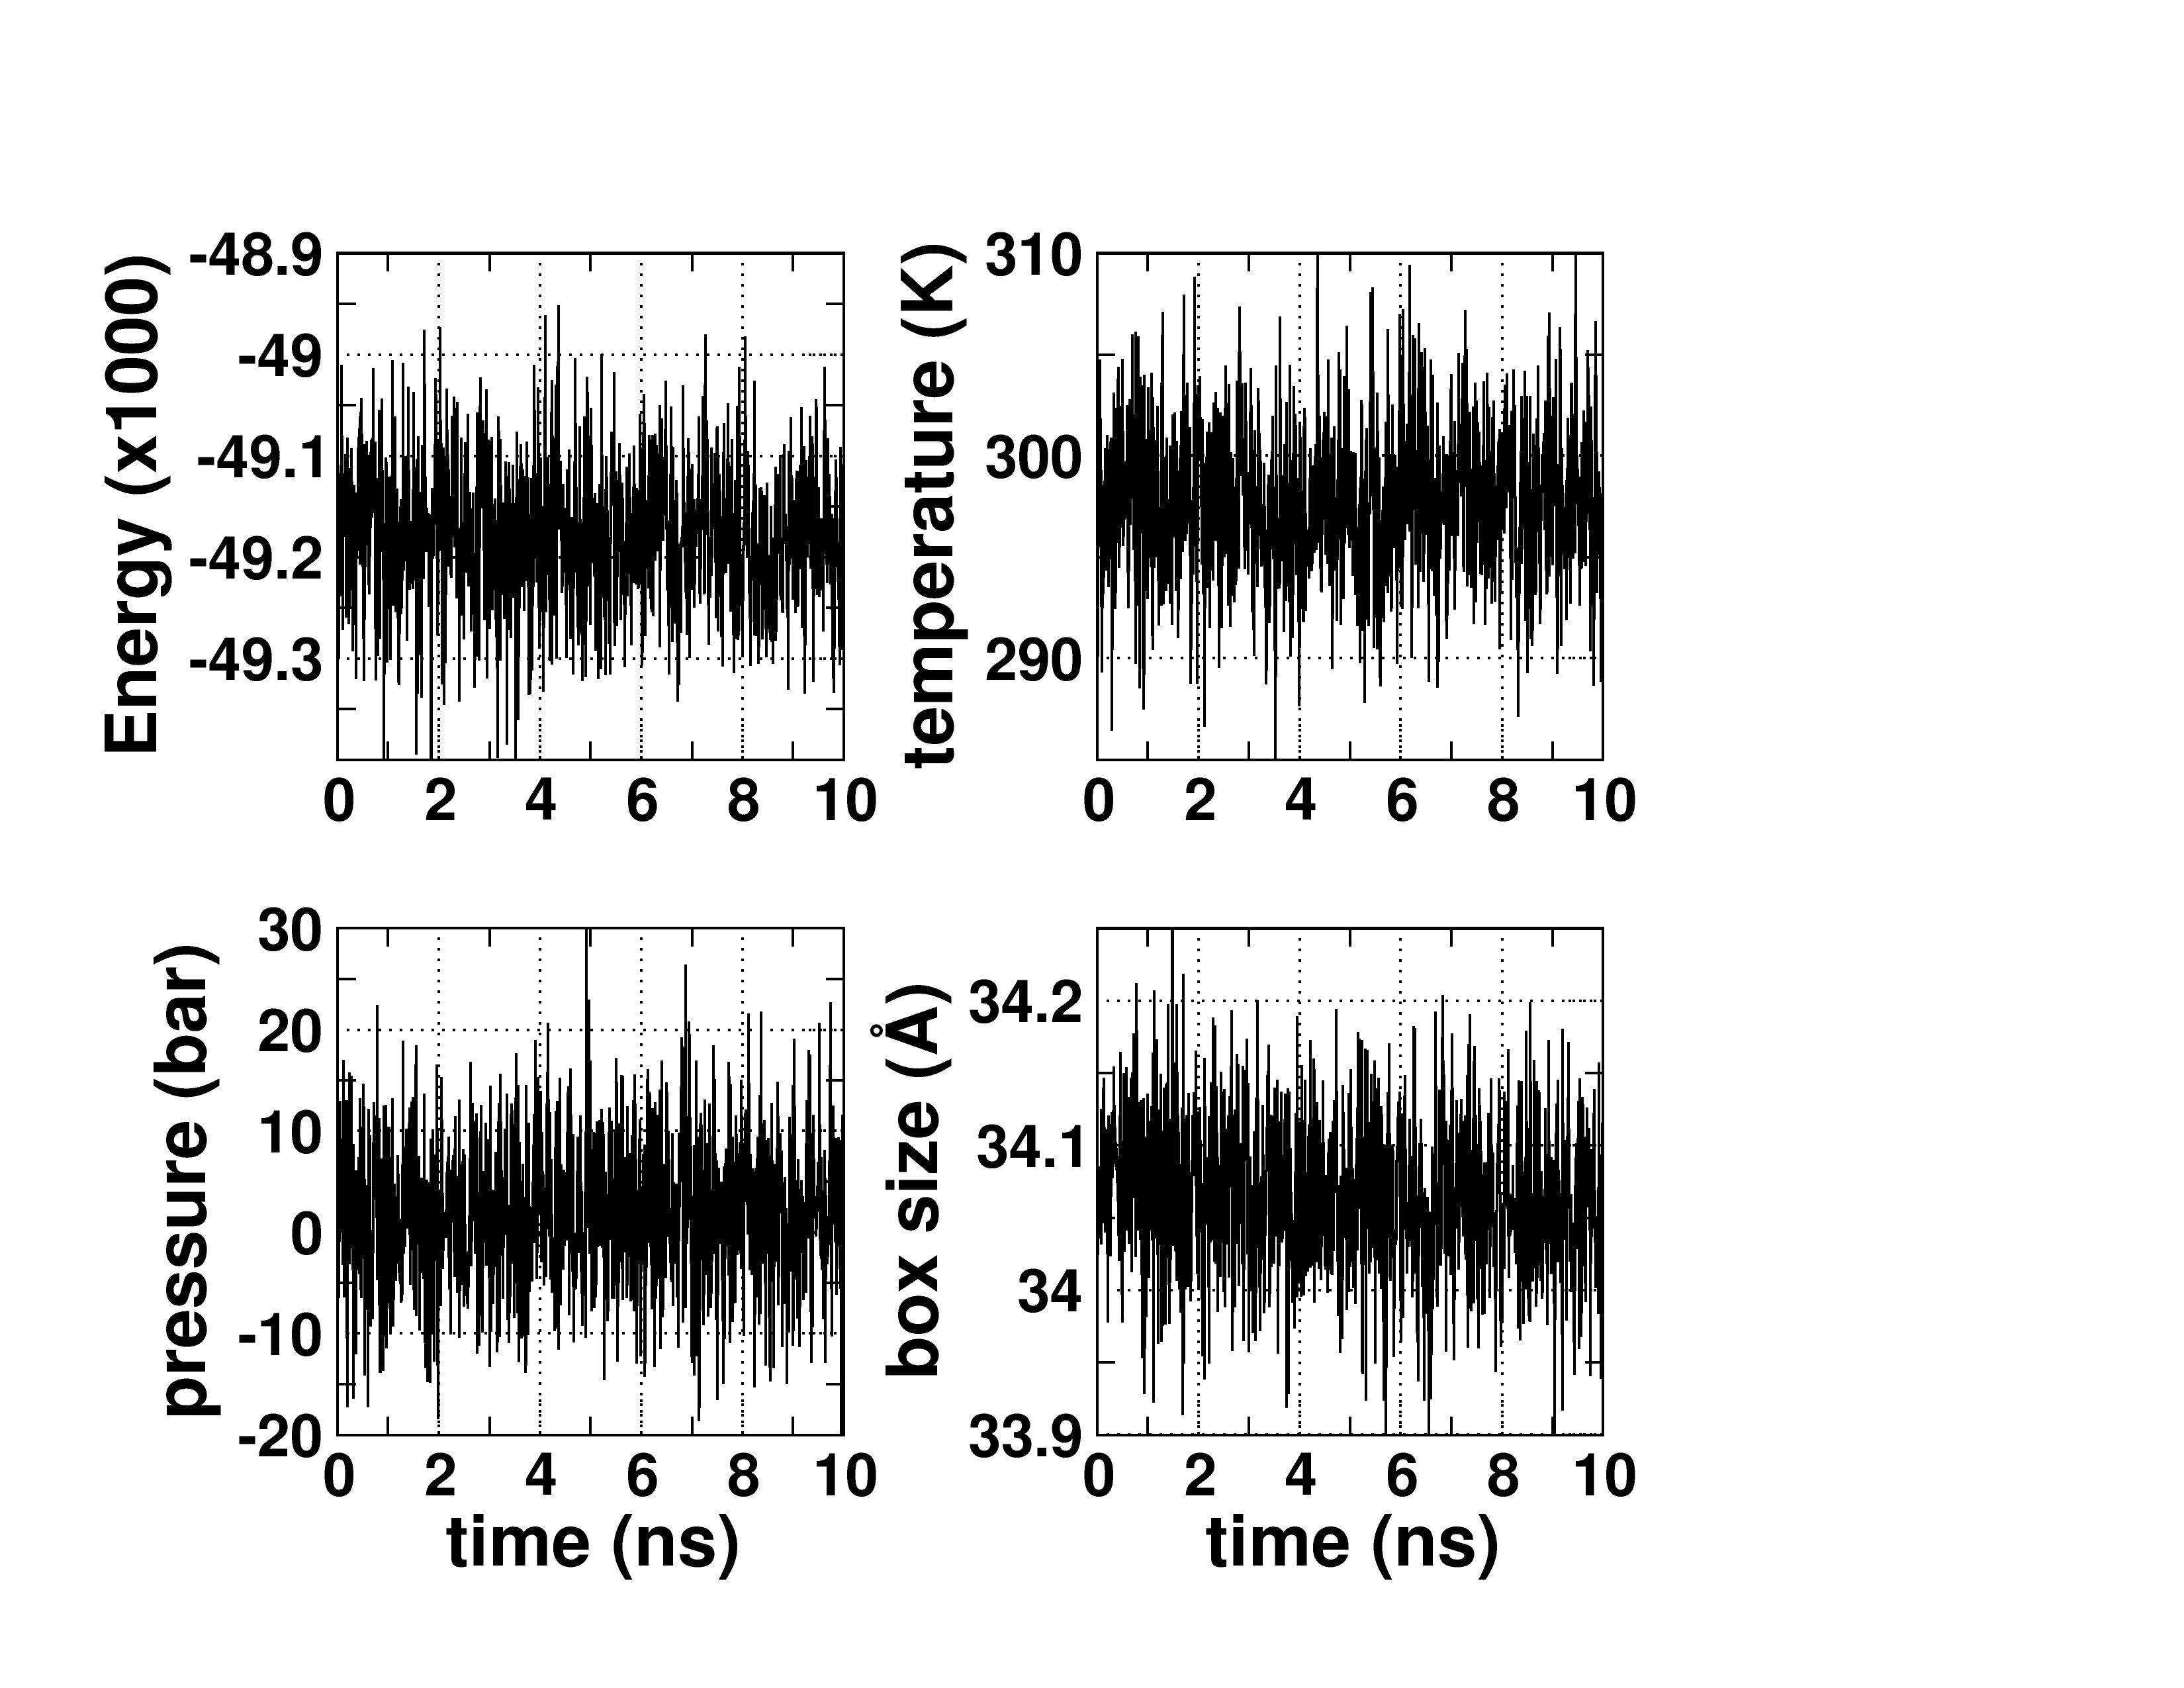 Energy (x1000)
-48.9
-49
-49.1
-49.2
-49.3
0 2 4 6 8 10
temperature (K)
310
300
290
0 2 4 6 8 10
pressure (bar)
30
20
10
0
-10
-20
0 2 4 6 8 10
time (ns)
box size (Å)
34.2
34.1
34
33.9
0 2 4 6 8 10
time (ns)